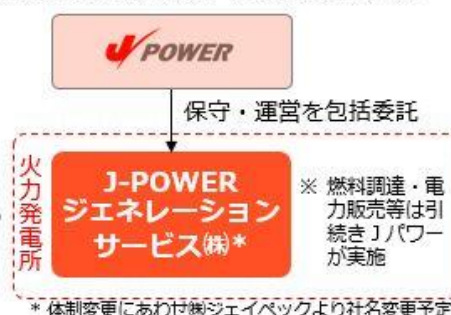 J POWER
保守・運営を包括委託
火力発電所
J-POWER
ジェネレーション
サービス㈱*
※ 燃料調達・電
力販売等は引
続きJパワー
が実施
* 体制変更にあわせ㈱ジェイペックより社名変更予定